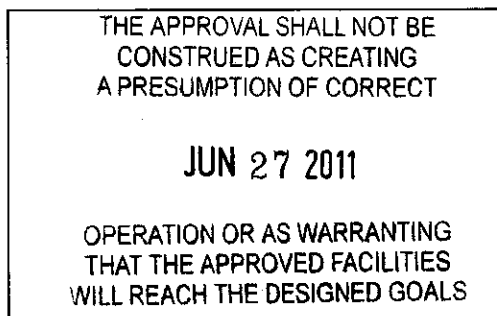 THE APPROVAL SHALL NOT BE
CONSTRUED AS CREATING
A PRESUMPTION OF CORRECT
JUN 27 2011
OPERATION OR AS WARRANTING
THAT THE APPROVED FACILITIES
WILL REACH THE DESIGNED GOALS